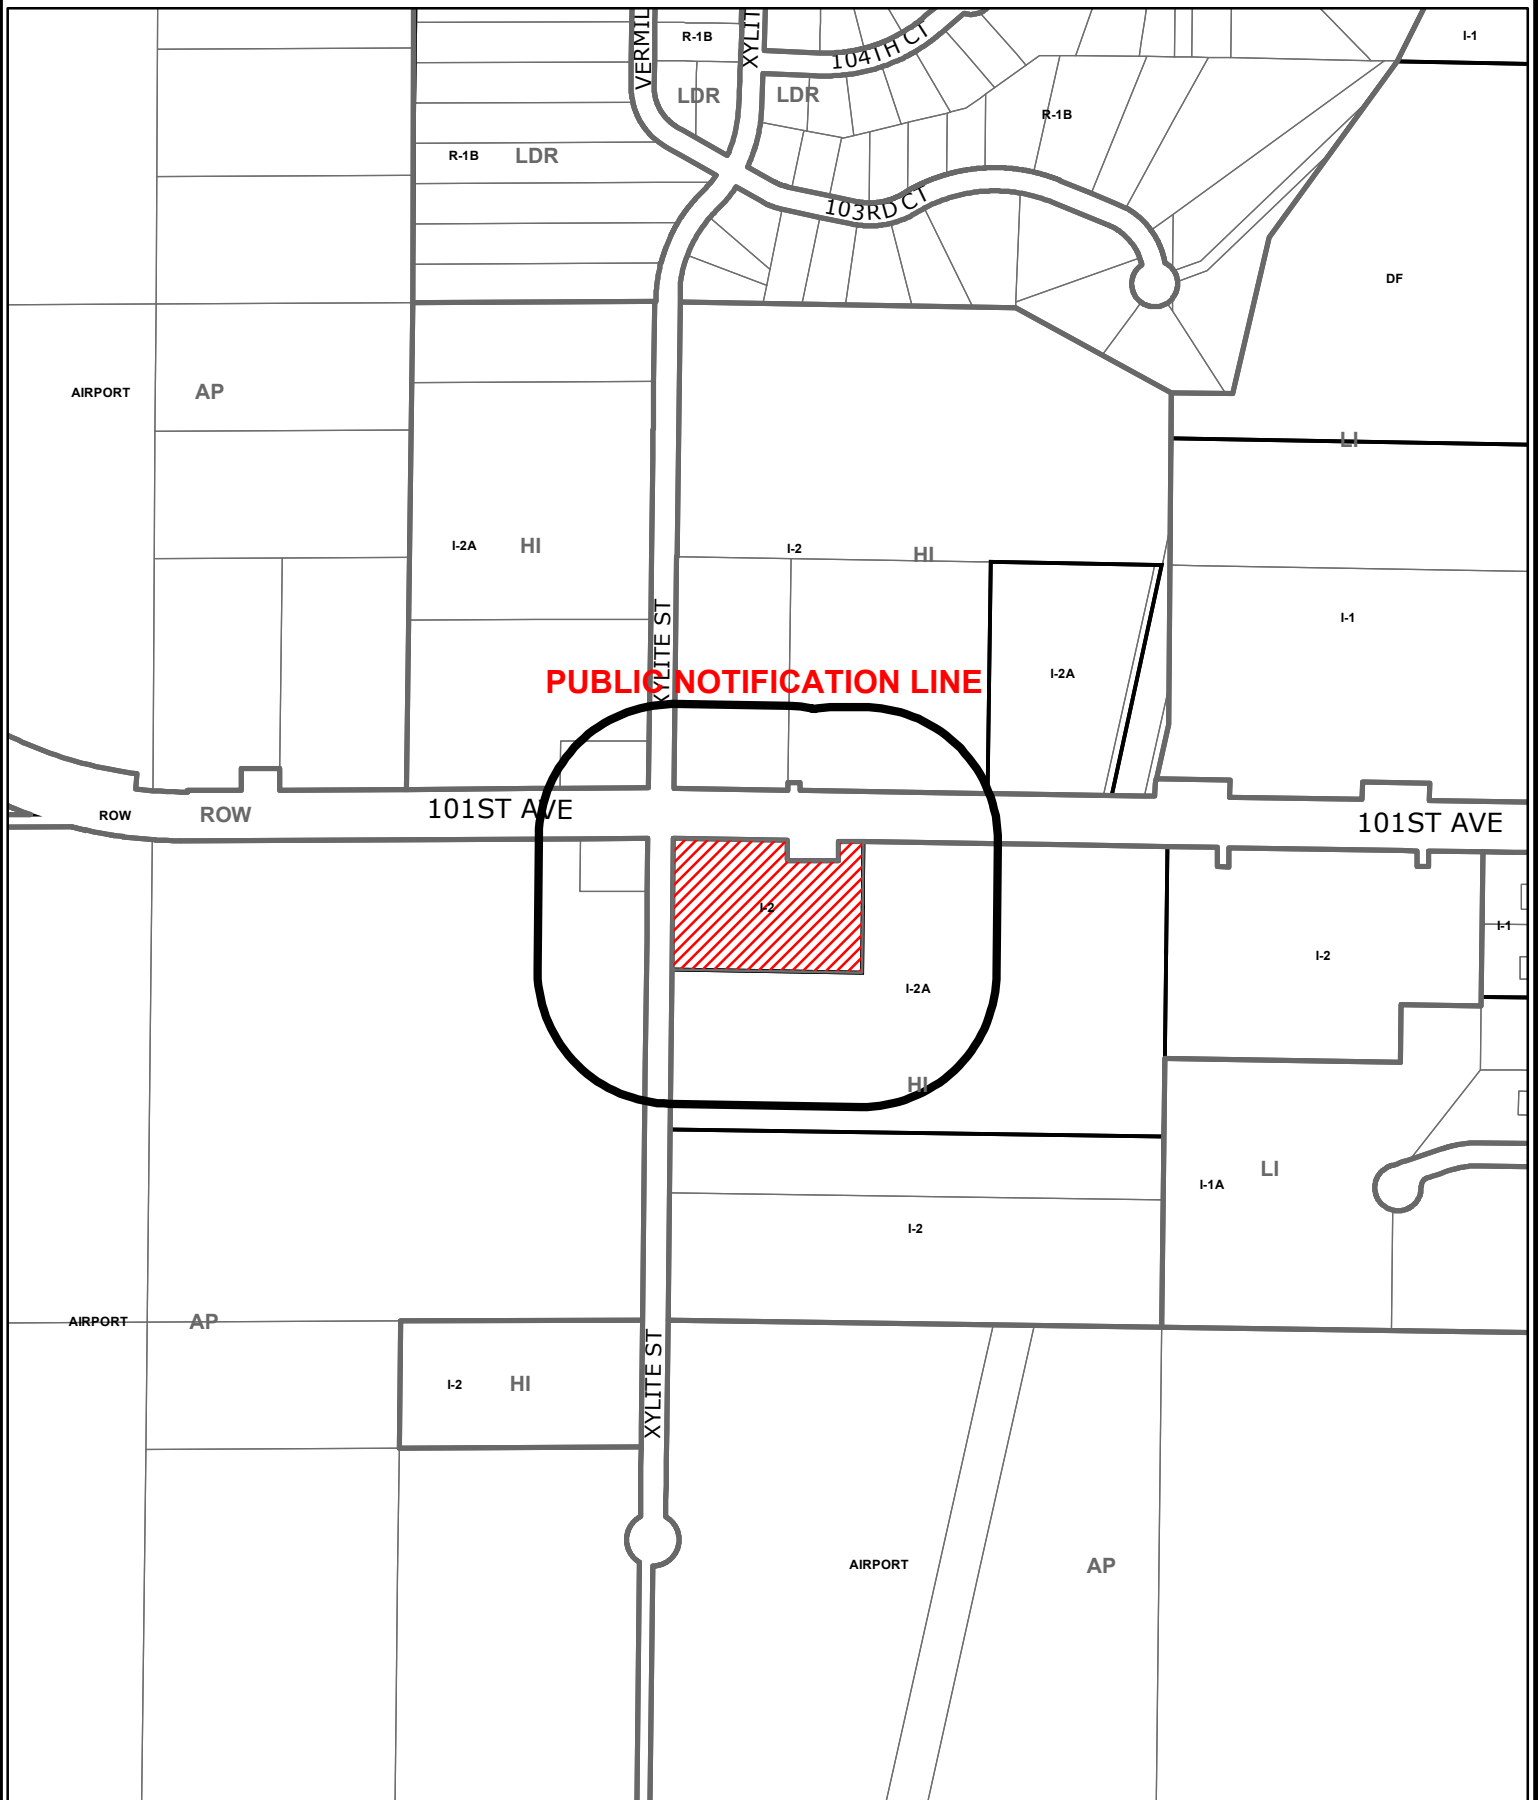 VERMIL
R-1B
XYLIT
104TH CT
I-1
LDR
LDR
R-1B
R-1B
LDR
103RD CT
DF
AIRPORT
AP
LI
I-2A
HI
I-2
HI
I-1
XYLITE ST
I-2A
PUBLIC NOTIFICATION LINE
ROW
ROW
101ST AVE
101ST AVE
I-2
I-1
I-2
I-2A
HI
LI
I-1A
I-2
AIRPORT
AP
XYLITE ST
I-2
HI
AIRPORT
AP